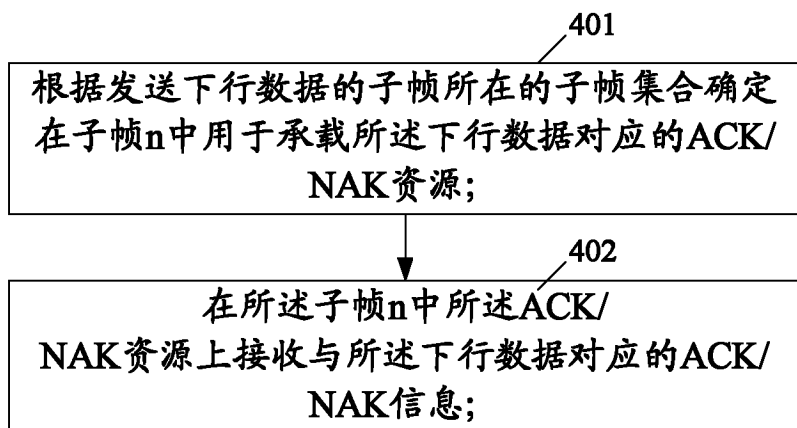 401
根据发送下行数据的子帧所在的子帧集合确定
在子帧n中用于承载所述下行数据对应的ACK/
NAK资源;
402
在所述子帧n中所述ACK/
NAK资源上接收与所述下行数据对应的ACK/
NAK信息;